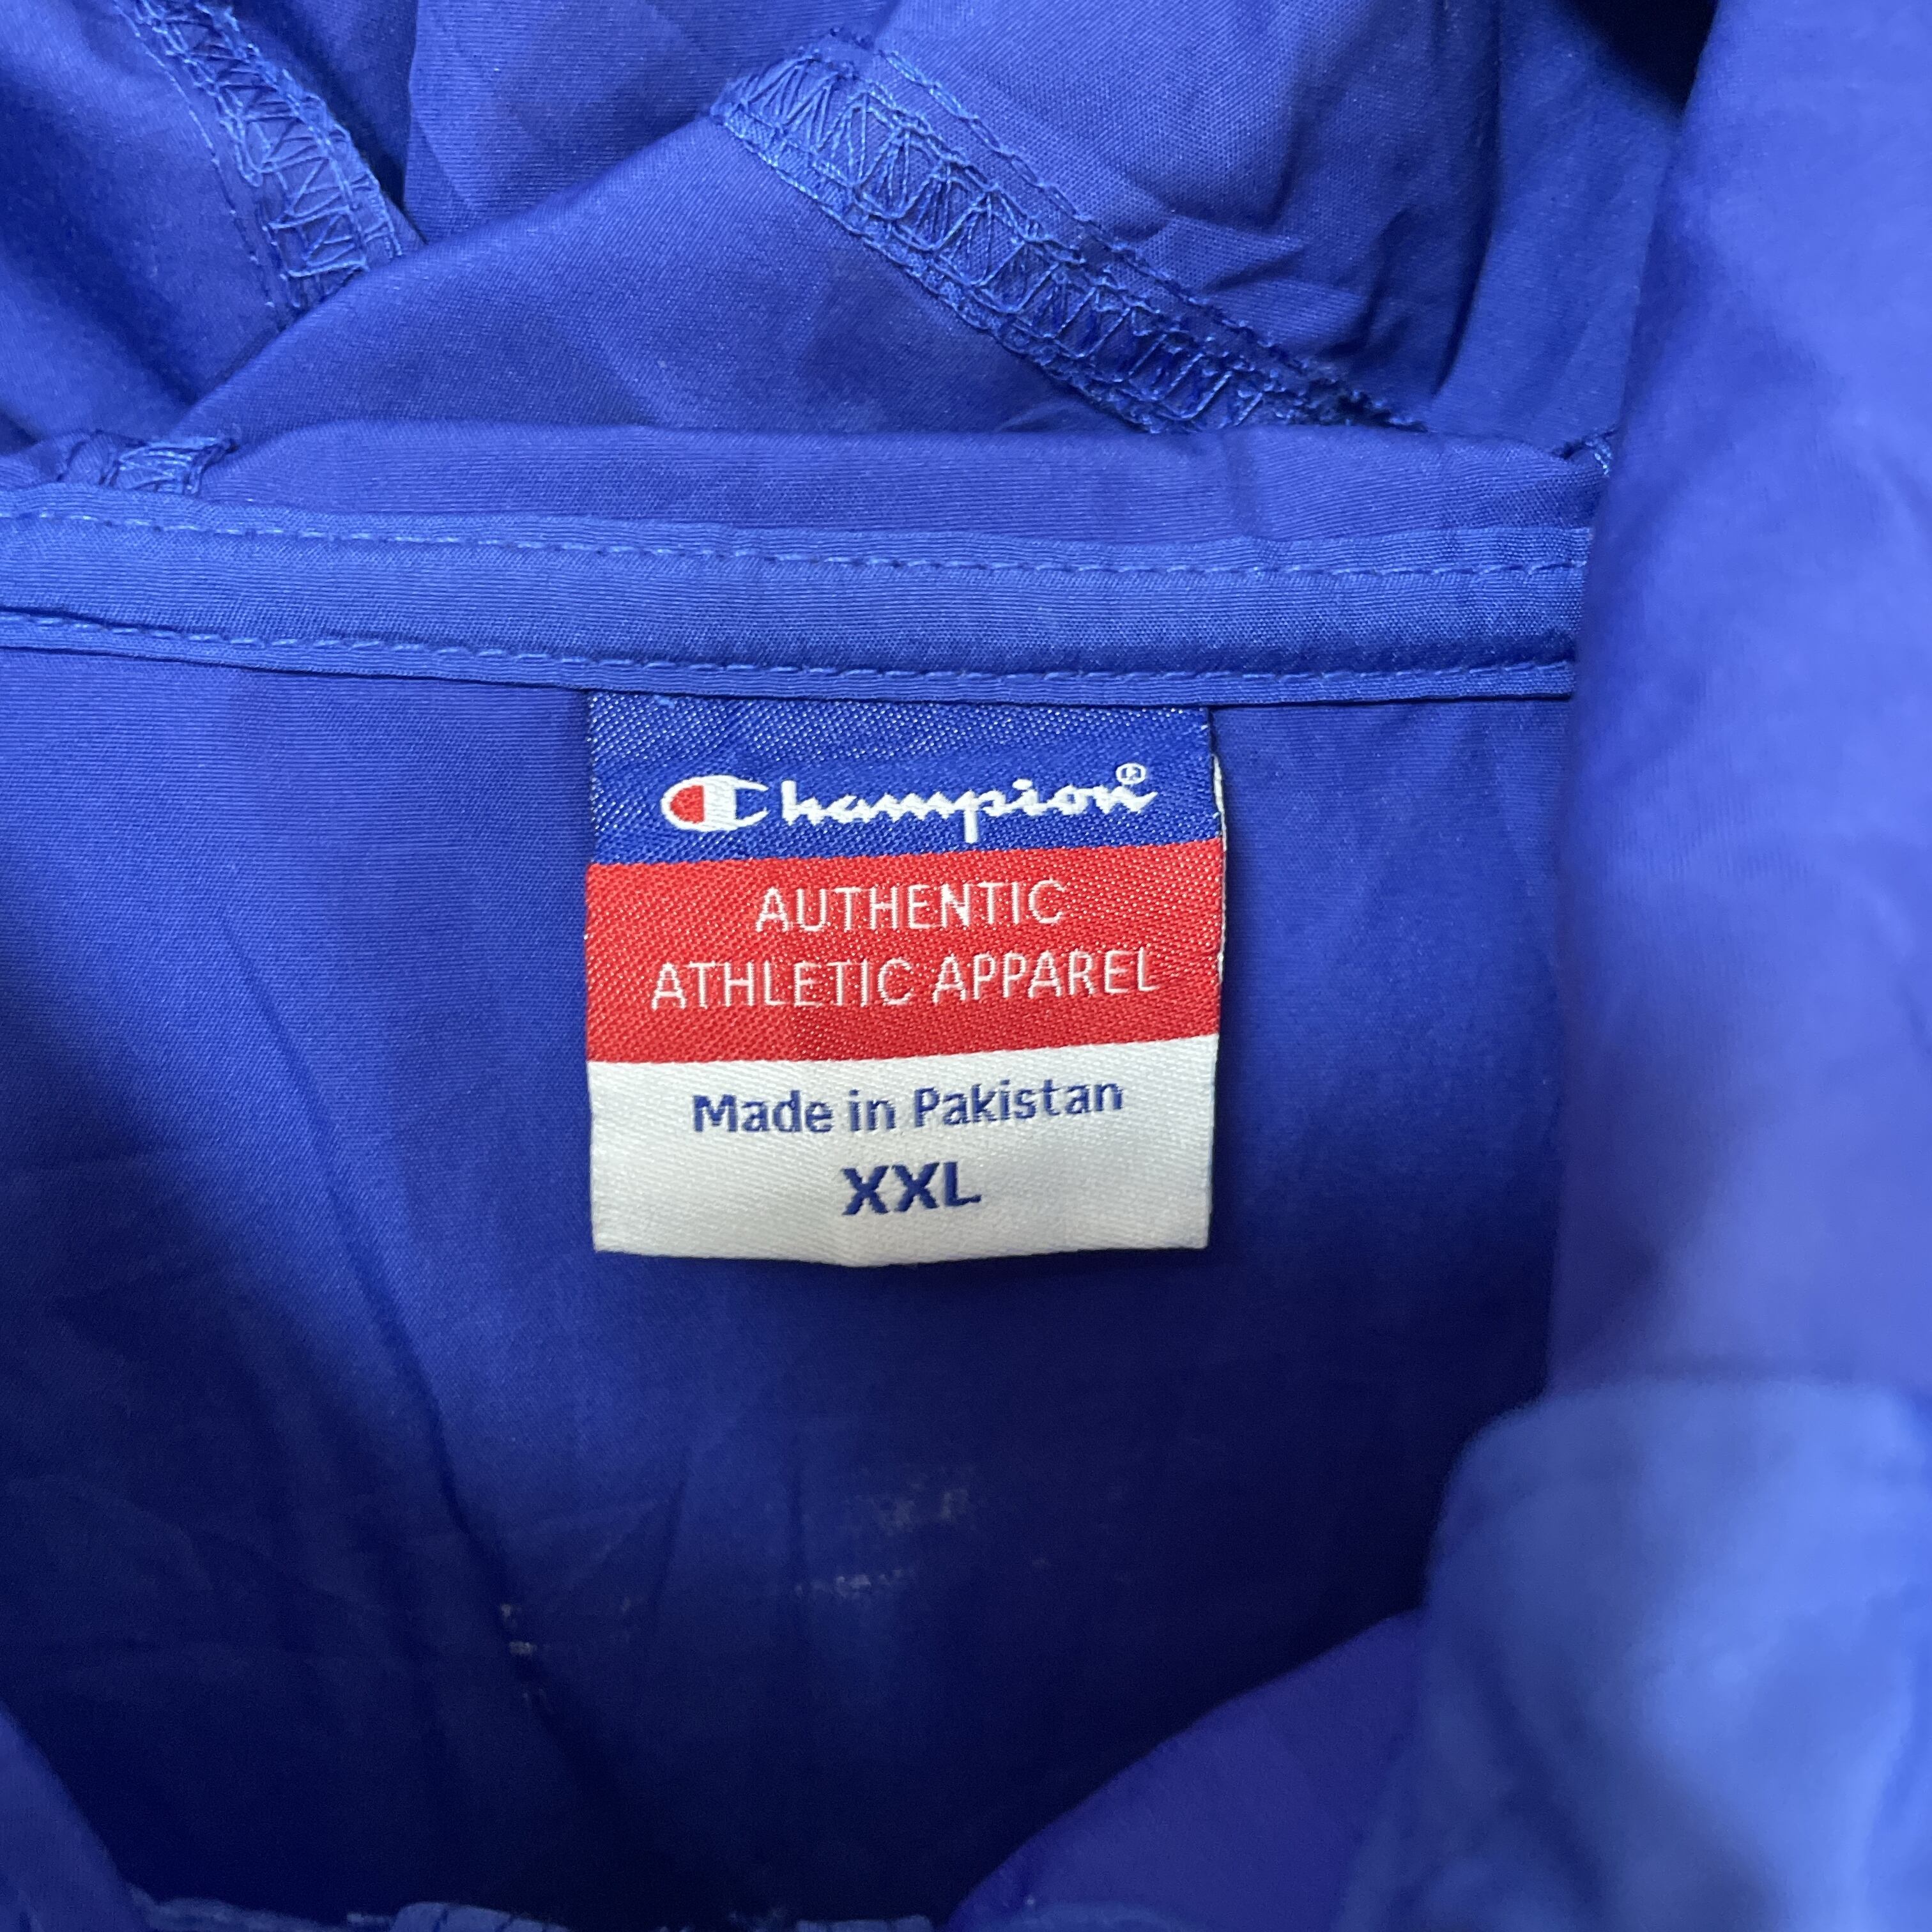 Champion®
AUTHENTIC
ATHLETIC APPAREL
Made in Pakistan
XXL